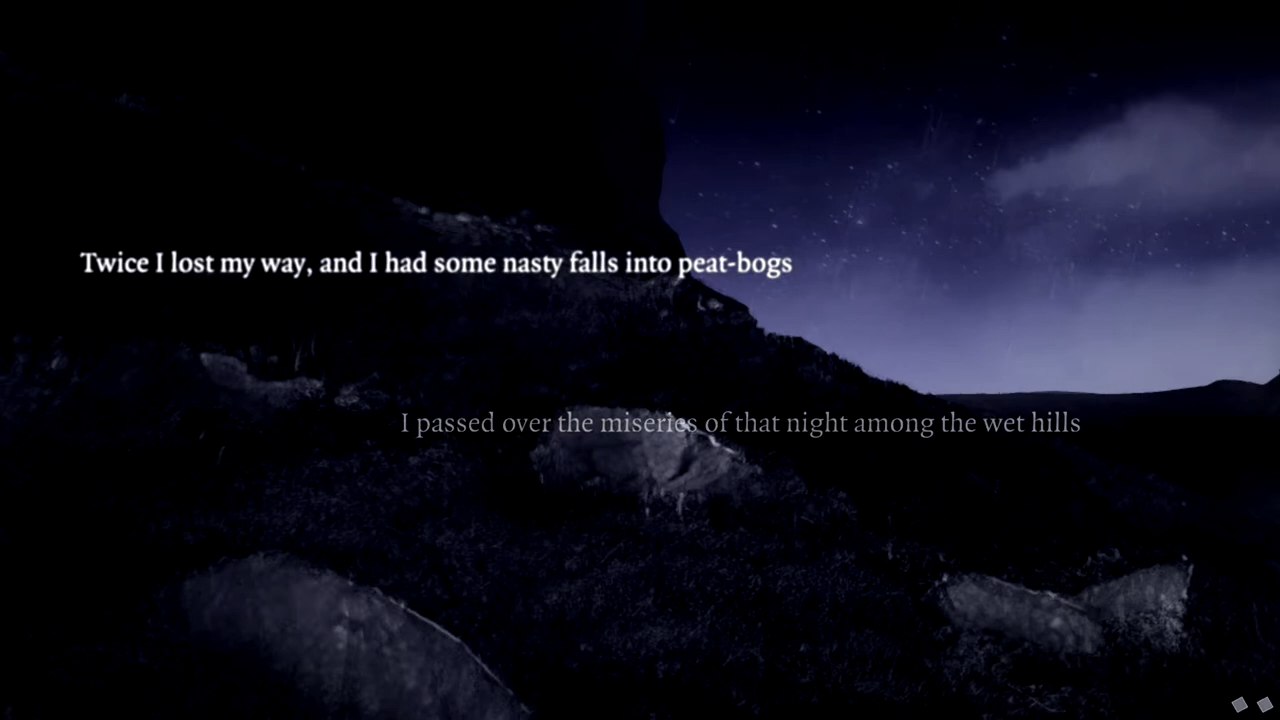 Twice I lost my way, and I had some nasty falls into peat-bogs
I passed over the miseries of that night among the wet hills